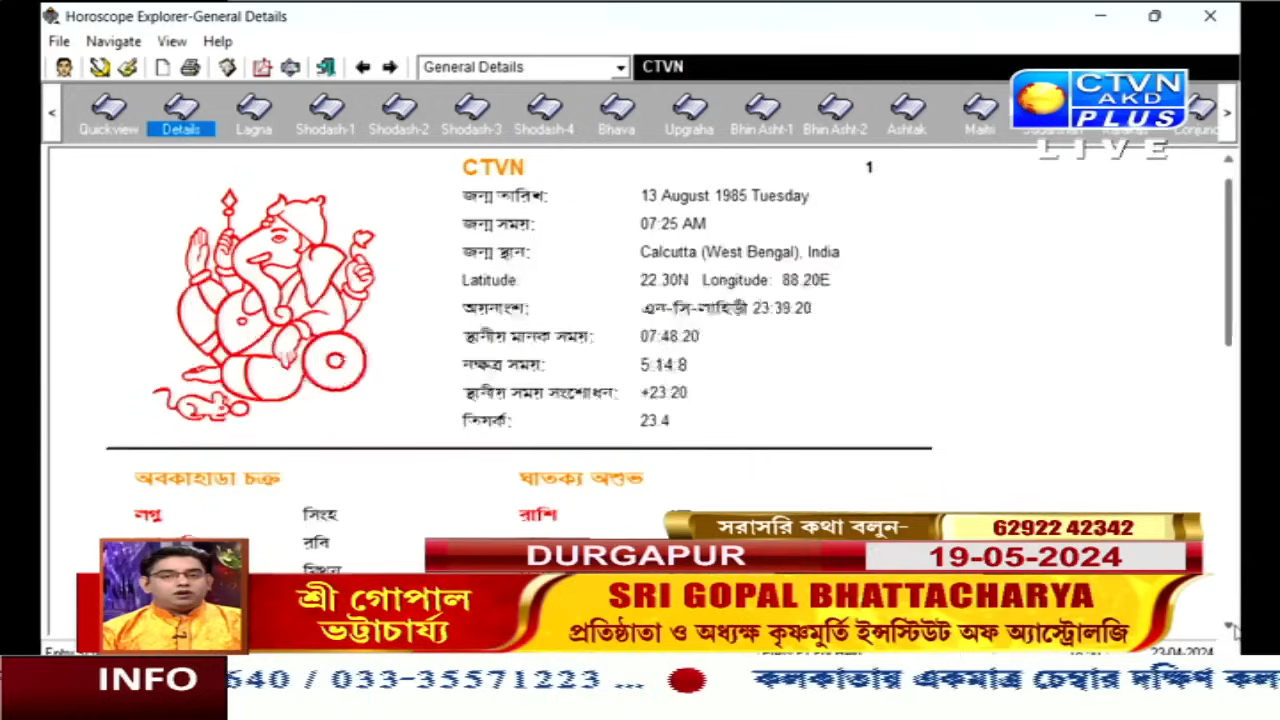 Horoscope Explorer-General Details
File Navigate View Help
General Details
CTVN
CTVN
AKD
PLUS
LIVE
Quickview Details Lagna Shodash-1 Shodash-2 Shodash-3 Shodash-4 Bhava Upgraha Bhin Asht-1 Bhin Asht-2 Ashtak Maitri
CTVN 1
জন্ম তারিখ: 13 August 1985 Tuesday
জন্ম সময়: 07:25 AM
জন্ম স্থান: Calcutta (West Bengal), India
Latitude: 22.30N Longitude: 88.20E
অয়নাংশ: এন-সি-লাহিড়ী 23:39:20
স্থানীয় মানক সময়: 07:48:20
নক্ষত্র সময়: 5:14:8
স্থানীয় সময় সংশোধন: +23:20
তির্যক: 23.4
অবকাহাডা চক্র ঘাতক্য অশুভ
লগ্ন সিংহ রাশি
রবি
মিথুন
সরাসরি কথা বলুন- 62922 42342
DURGAPUR 19-05-2024
শ্রী গোপাল
ভট্টাচার্য্য
SRI GOPAL BHATTACHARYA
প্রতিষ্ঠাতা ও অধ্যক্ষ কৃষ্ণমুর্তি ইন্সস্টিউট অফ অ্যাস্ট্রোলজি
23-04-2024
INFO 640 / 033-35571223 ... কলকাতায় একমাত্র চেম্বার দক্ষিণ কল